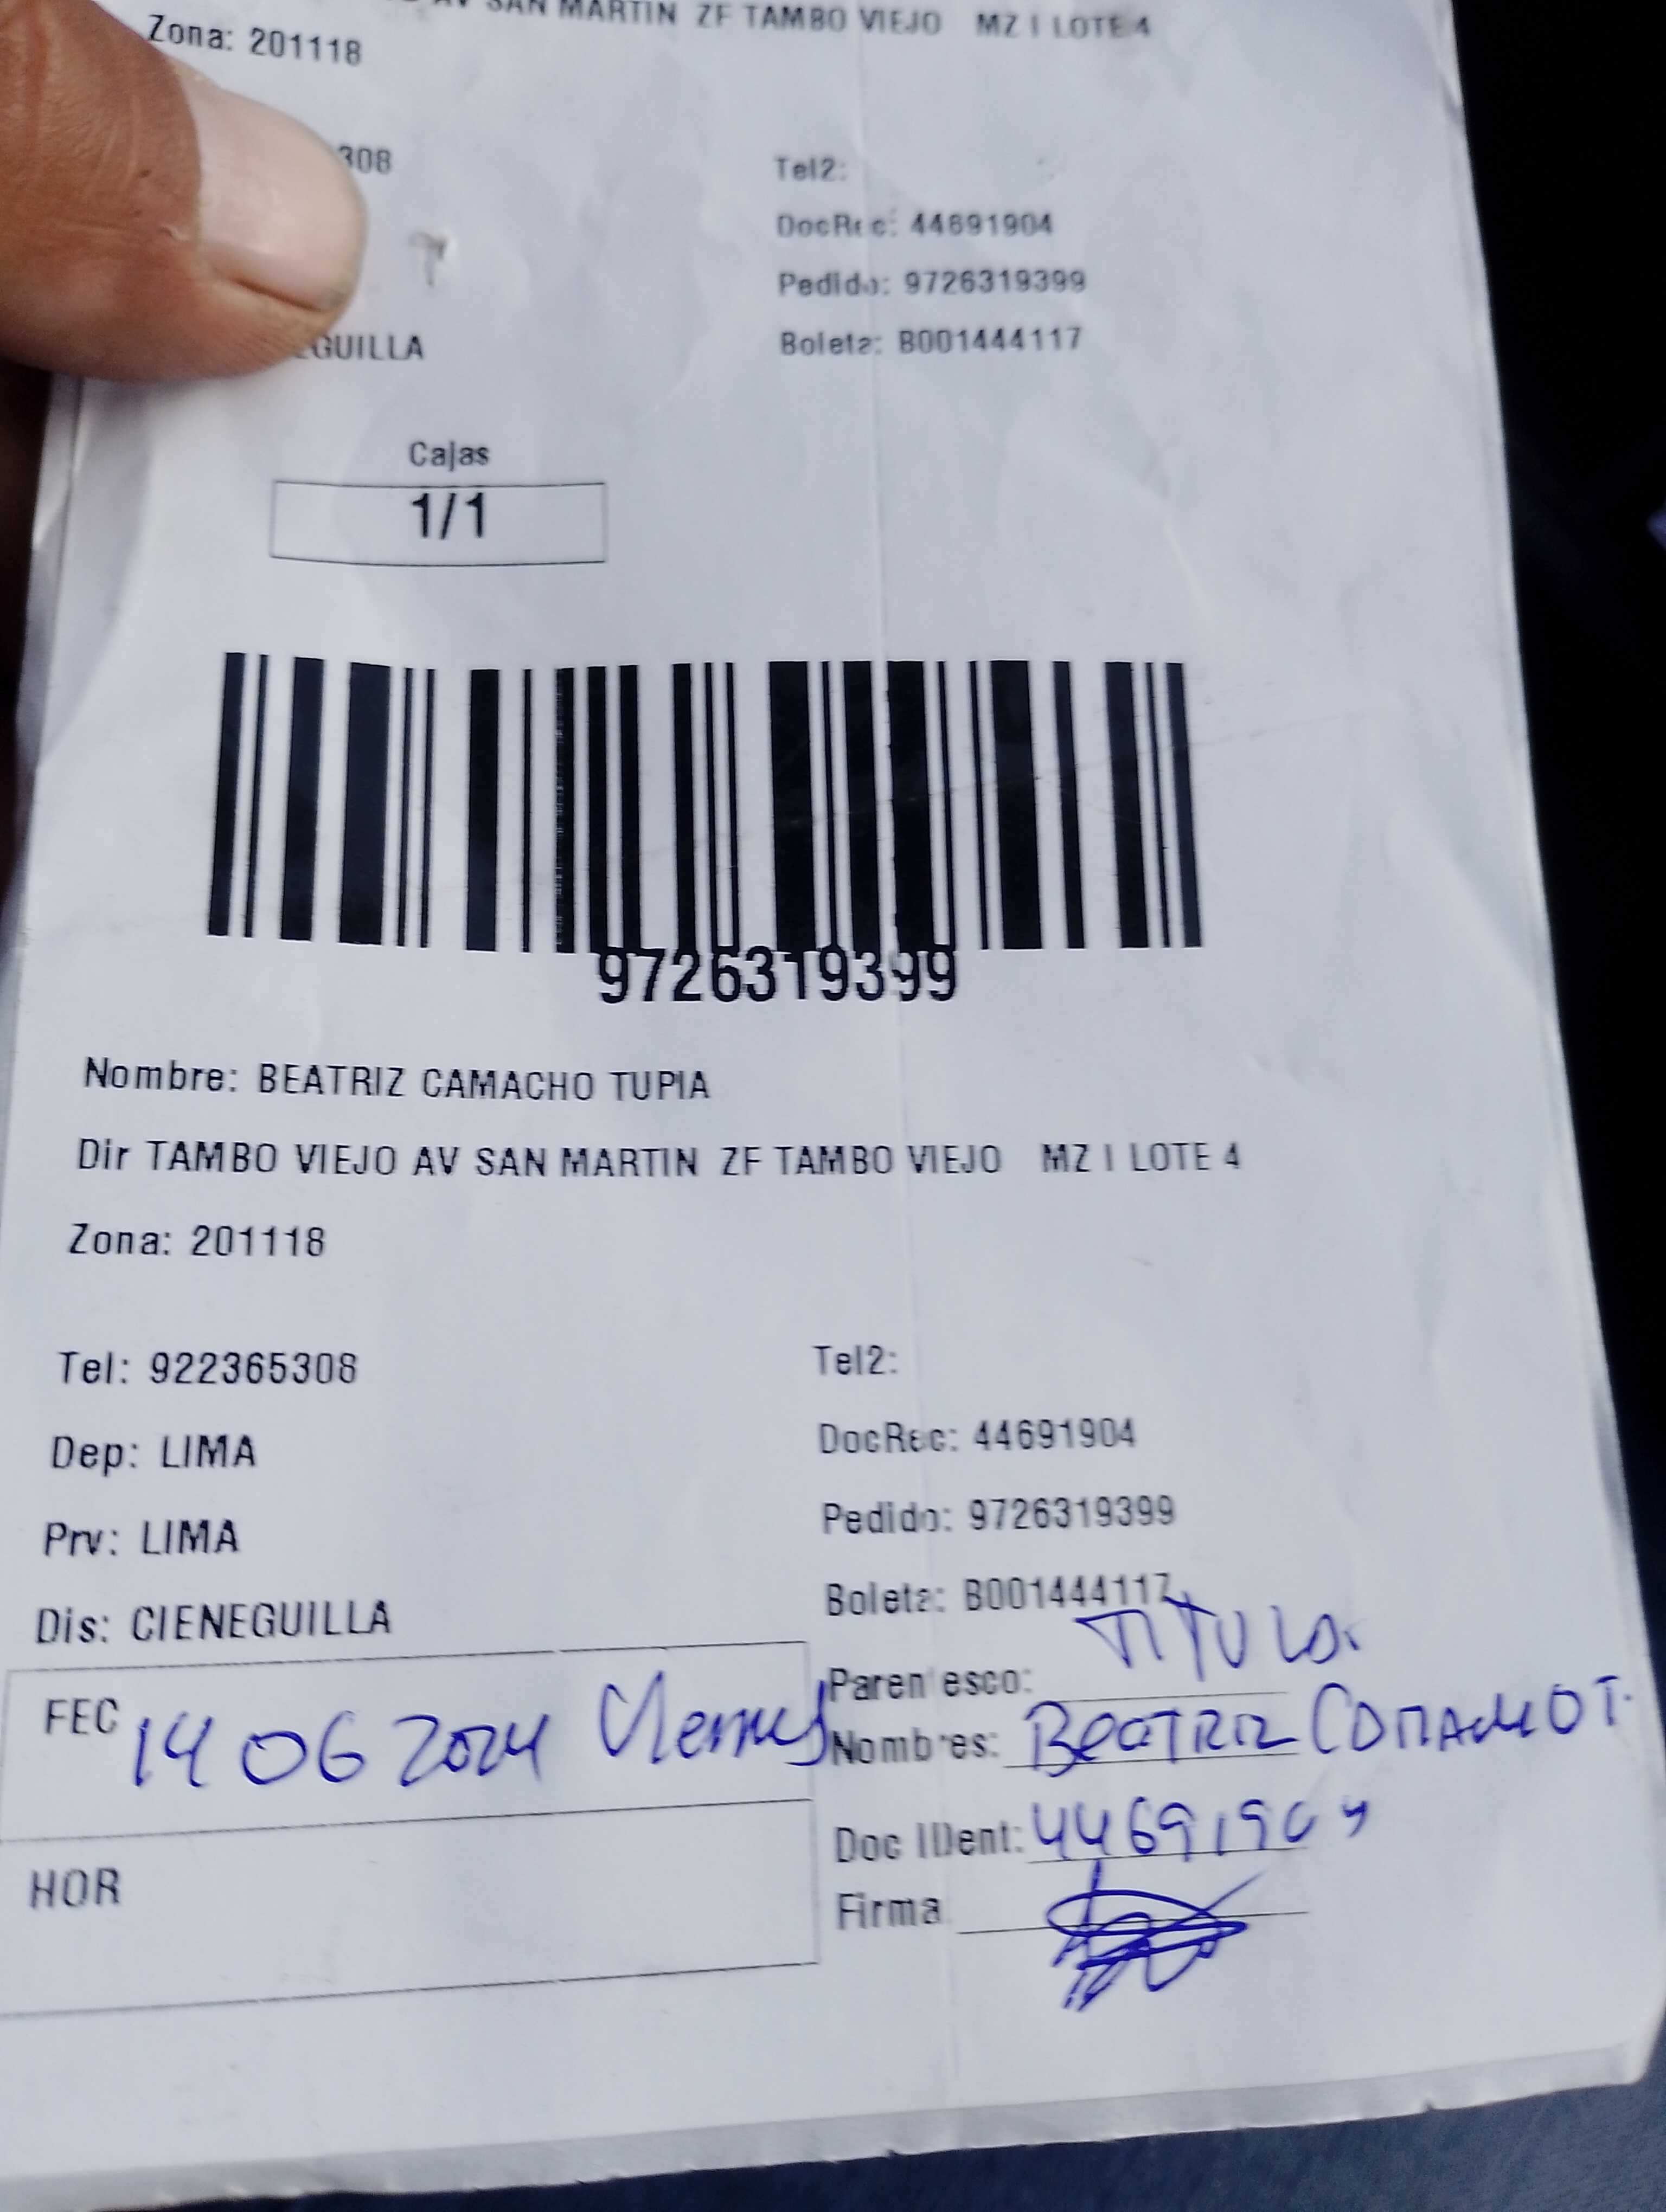 AV SAN MARTIN ZF TAMBO VIEJO MZ I LOTE 4
Zona: 201118
308 Tel2:
DocRec: 44691904
Pedido: 9726319399
GUILLA Boleta: B001444117
Cajas
1/1
9726319399
Nombre: BEATRIZ CAMACHO TUPIA
Dir TAMBO VIEJO AV SAN MARTIN ZF TAMBO VIEJO MZ I LOTE 4
Zona: 201118
Tel: 922365308 Tel2:
Dep: LIMA DocRec: 44691904
Prv: LIMA Pedido: 9726319399
Dis: CIENEGUILLA Boleta: B001444117
Parentesco: TITULar
FEC 14 06 2024 Viernes Nombres: BEATRIZ CAMACHO T.
Doc IDent: 44691904
HOR Firma